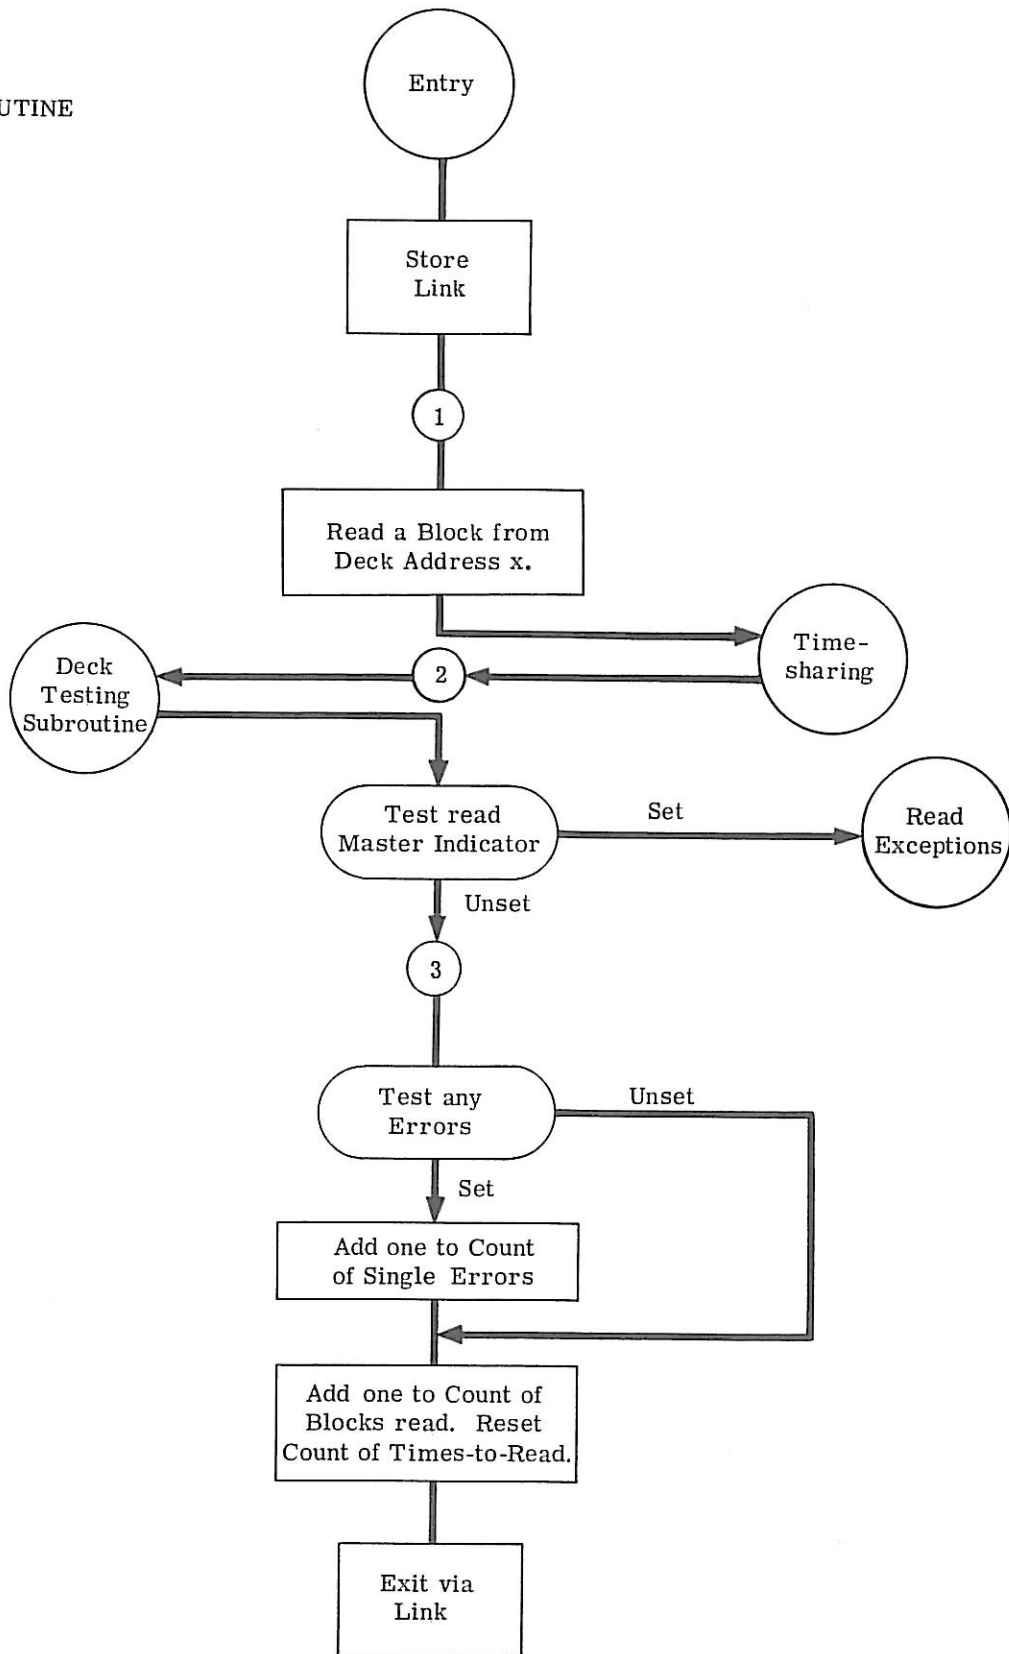 Entry
UTINE
Store
Link
1
Read a Block from
Deck Address x.
Time-
sharing
Deck
Testing
Subroutine
2
Test read
Master Indicator
Set
Read
Exceptions
Unset
3
Test any
Errors
Unset
Set
Add one to Count
of Single Errors
Add one to Count of
Blocks read. Reset
Count of Times-to-Read.
Exit via
Link